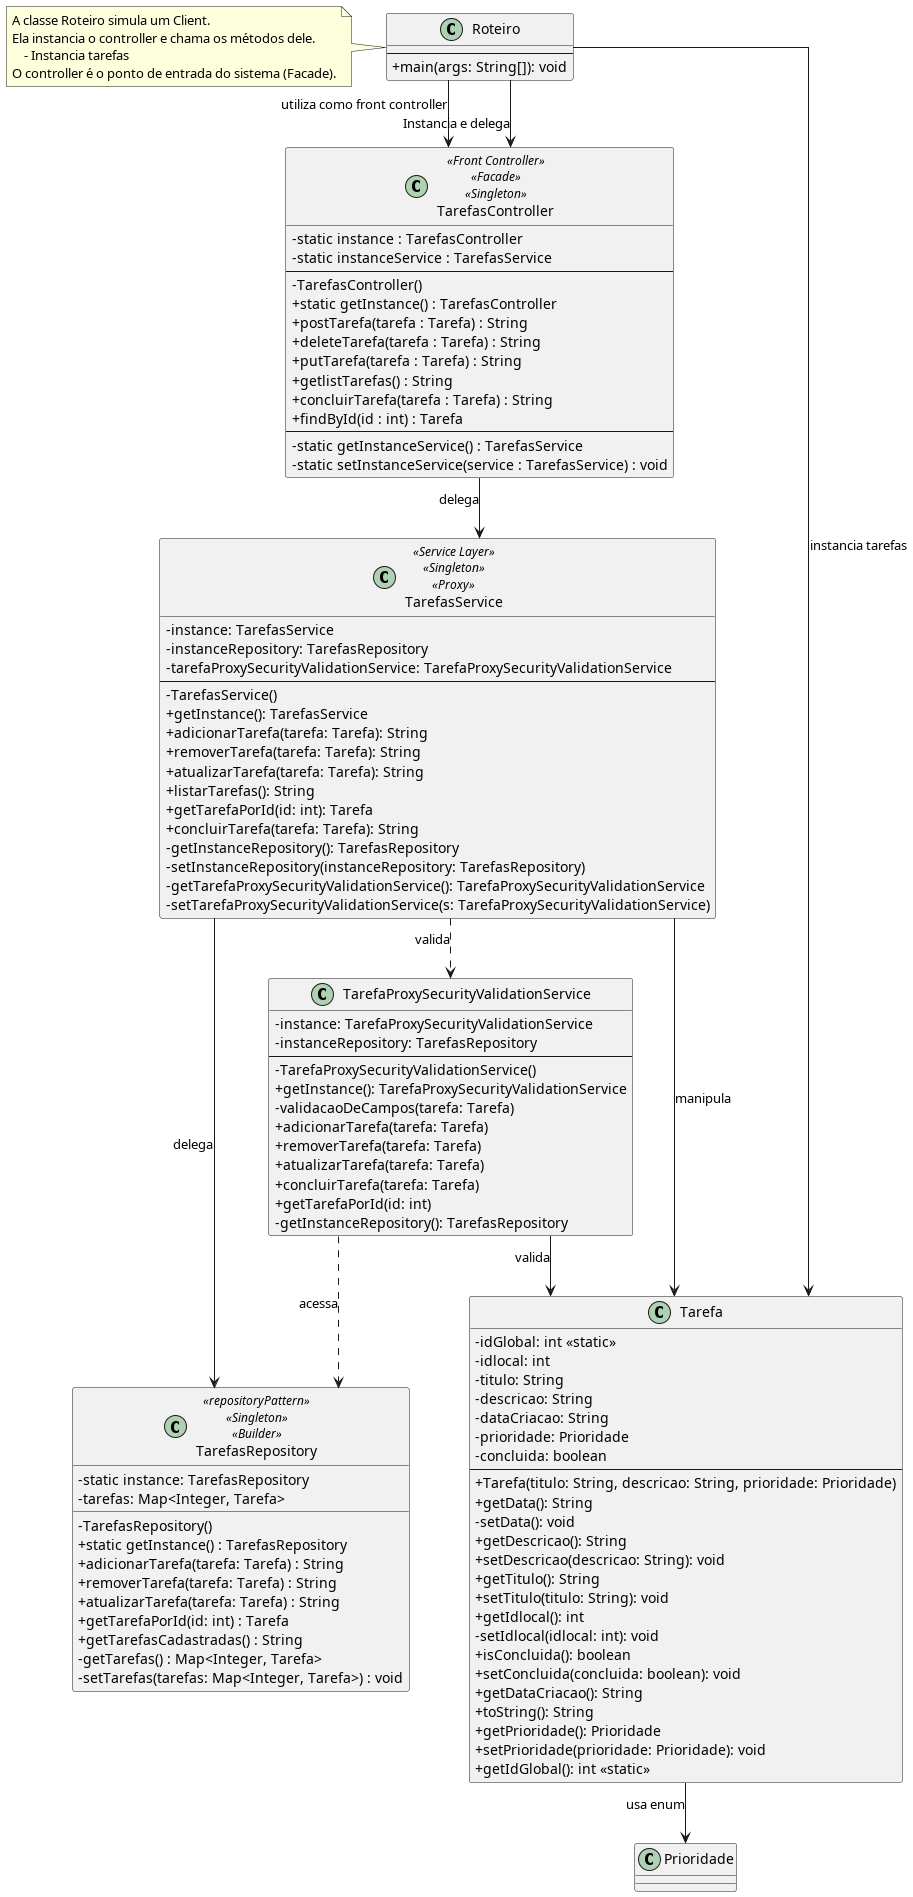 A classe Roteiro simula um Client.
Ela instancia o controller e chama os métodos dele.
- Instancia tarefas
O controller é o ponto de entrada do sistema (Facade).
C Roteiro
+main(args: String[]): void
utiliza como front controller
Instancia e delega
«Front Controller»
«Facade»
«Singleton»
C TarefasController
-static instance : TarefasController
-static instanceService : TarefasService
-TarefasController()
+static getInstance() : TarefasController
+postTarefa(tarefa : Tarefa) : String
+deleteTarefa(tarefa : Tarefa) : String
+putTarefa(tarefa : Tarefa) : String
+getlistTarefas() : String
+concluirTarefa(tarefa : Tarefa) : String
+findById(id : int) : Tarefa
-static getInstanceService() : TarefasService
-static setInstanceService(service : TarefasService) : void
delega
instancia tarefas
«Service Layer»
«Singleton»
«Proxy»
C TarefasService
-instance: TarefasService
-instanceRepository: TarefasRepository
-tarefaProxySecurityValidationService: TarefaProxySecurityValidationService
-TarefasService()
+getInstance(): TarefasService
+adicionarTarefa(tarefa: Tarefa): String
+removerTarefa(tarefa: Tarefa): String
+atualizarTarefa(tarefa: Tarefa): String
+listarTarefas(): String
+getTarefaPorId(id: int): Tarefa
+concluirTarefa(tarefa: Tarefa): String
-getInstanceRepository(): TarefasRepository
-setInstanceRepository(instanceRepository: TarefasRepository)
-getTarefaProxySecurityValidationService(): TarefaProxySecurityValidationService
-setTarefaProxySecurityValidationService(s: TarefaProxySecurityValidationService)
valida
C TarefaProxySecurityValidationService
-instance: TarefaProxySecurityValidationService
-instanceRepository: TarefasRepository
-TarefaProxySecurityValidationService()
+getInstance(): TarefaProxySecurityValidationService
-validacaoDeCampos(tarefa: Tarefa)
+adicionarTarefa(tarefa: Tarefa)
+removerTarefa(tarefa: Tarefa)
+atualizarTarefa(tarefa: Tarefa)
+concluirTarefa(tarefa: Tarefa)
+getTarefaPorId(id: int)
-getInstanceRepository(): TarefasRepository
manipula
delega
valida
acessa
«repositoryPattern»
«Singleton»
«Builder»
C TarefasRepository
-static instance: TarefasRepository
-tarefas: Map<Integer, Tarefa>
-TarefasRepository()
+static getInstance() : TarefasRepository
+adicionarTarefa(tarefa: Tarefa) : String
+removerTarefa(tarefa: Tarefa) : String
+atualizarTarefa(tarefa: Tarefa) : String
+getTarefaPorId(id: int) : Tarefa
+getTarefasCadastradas() : String
-getTarefas() : Map<Integer, Tarefa>
-setTarefas(tarefas: Map<Integer, Tarefa>) : void
C Tarefa
-idGlobal: int «static»
-idlocal: int
-titulo: String
-descricao: String
-dataCriacao: String
-prioridade: Prioridade
-concluida: boolean
+Tarefa(titulo: String, descricao: String, prioridade: Prioridade)
+getData(): String
-setData(): void
+getDescricao(): String
+setDescricao(descricao: String): void
+getTitulo(): String
+setTitulo(titulo: String): void
+getIdlocal(): int
-setIdlocal(idlocal: int): void
+isConcluida(): boolean
+setConcluida(concluida: boolean): void
+getDataCriacao(): String
+toString(): String
+getPrioridade(): Prioridade
+setPrioridade(prioridade: Prioridade): void
+getIdGlobal(): int «static»
usa enum
C Prioridade